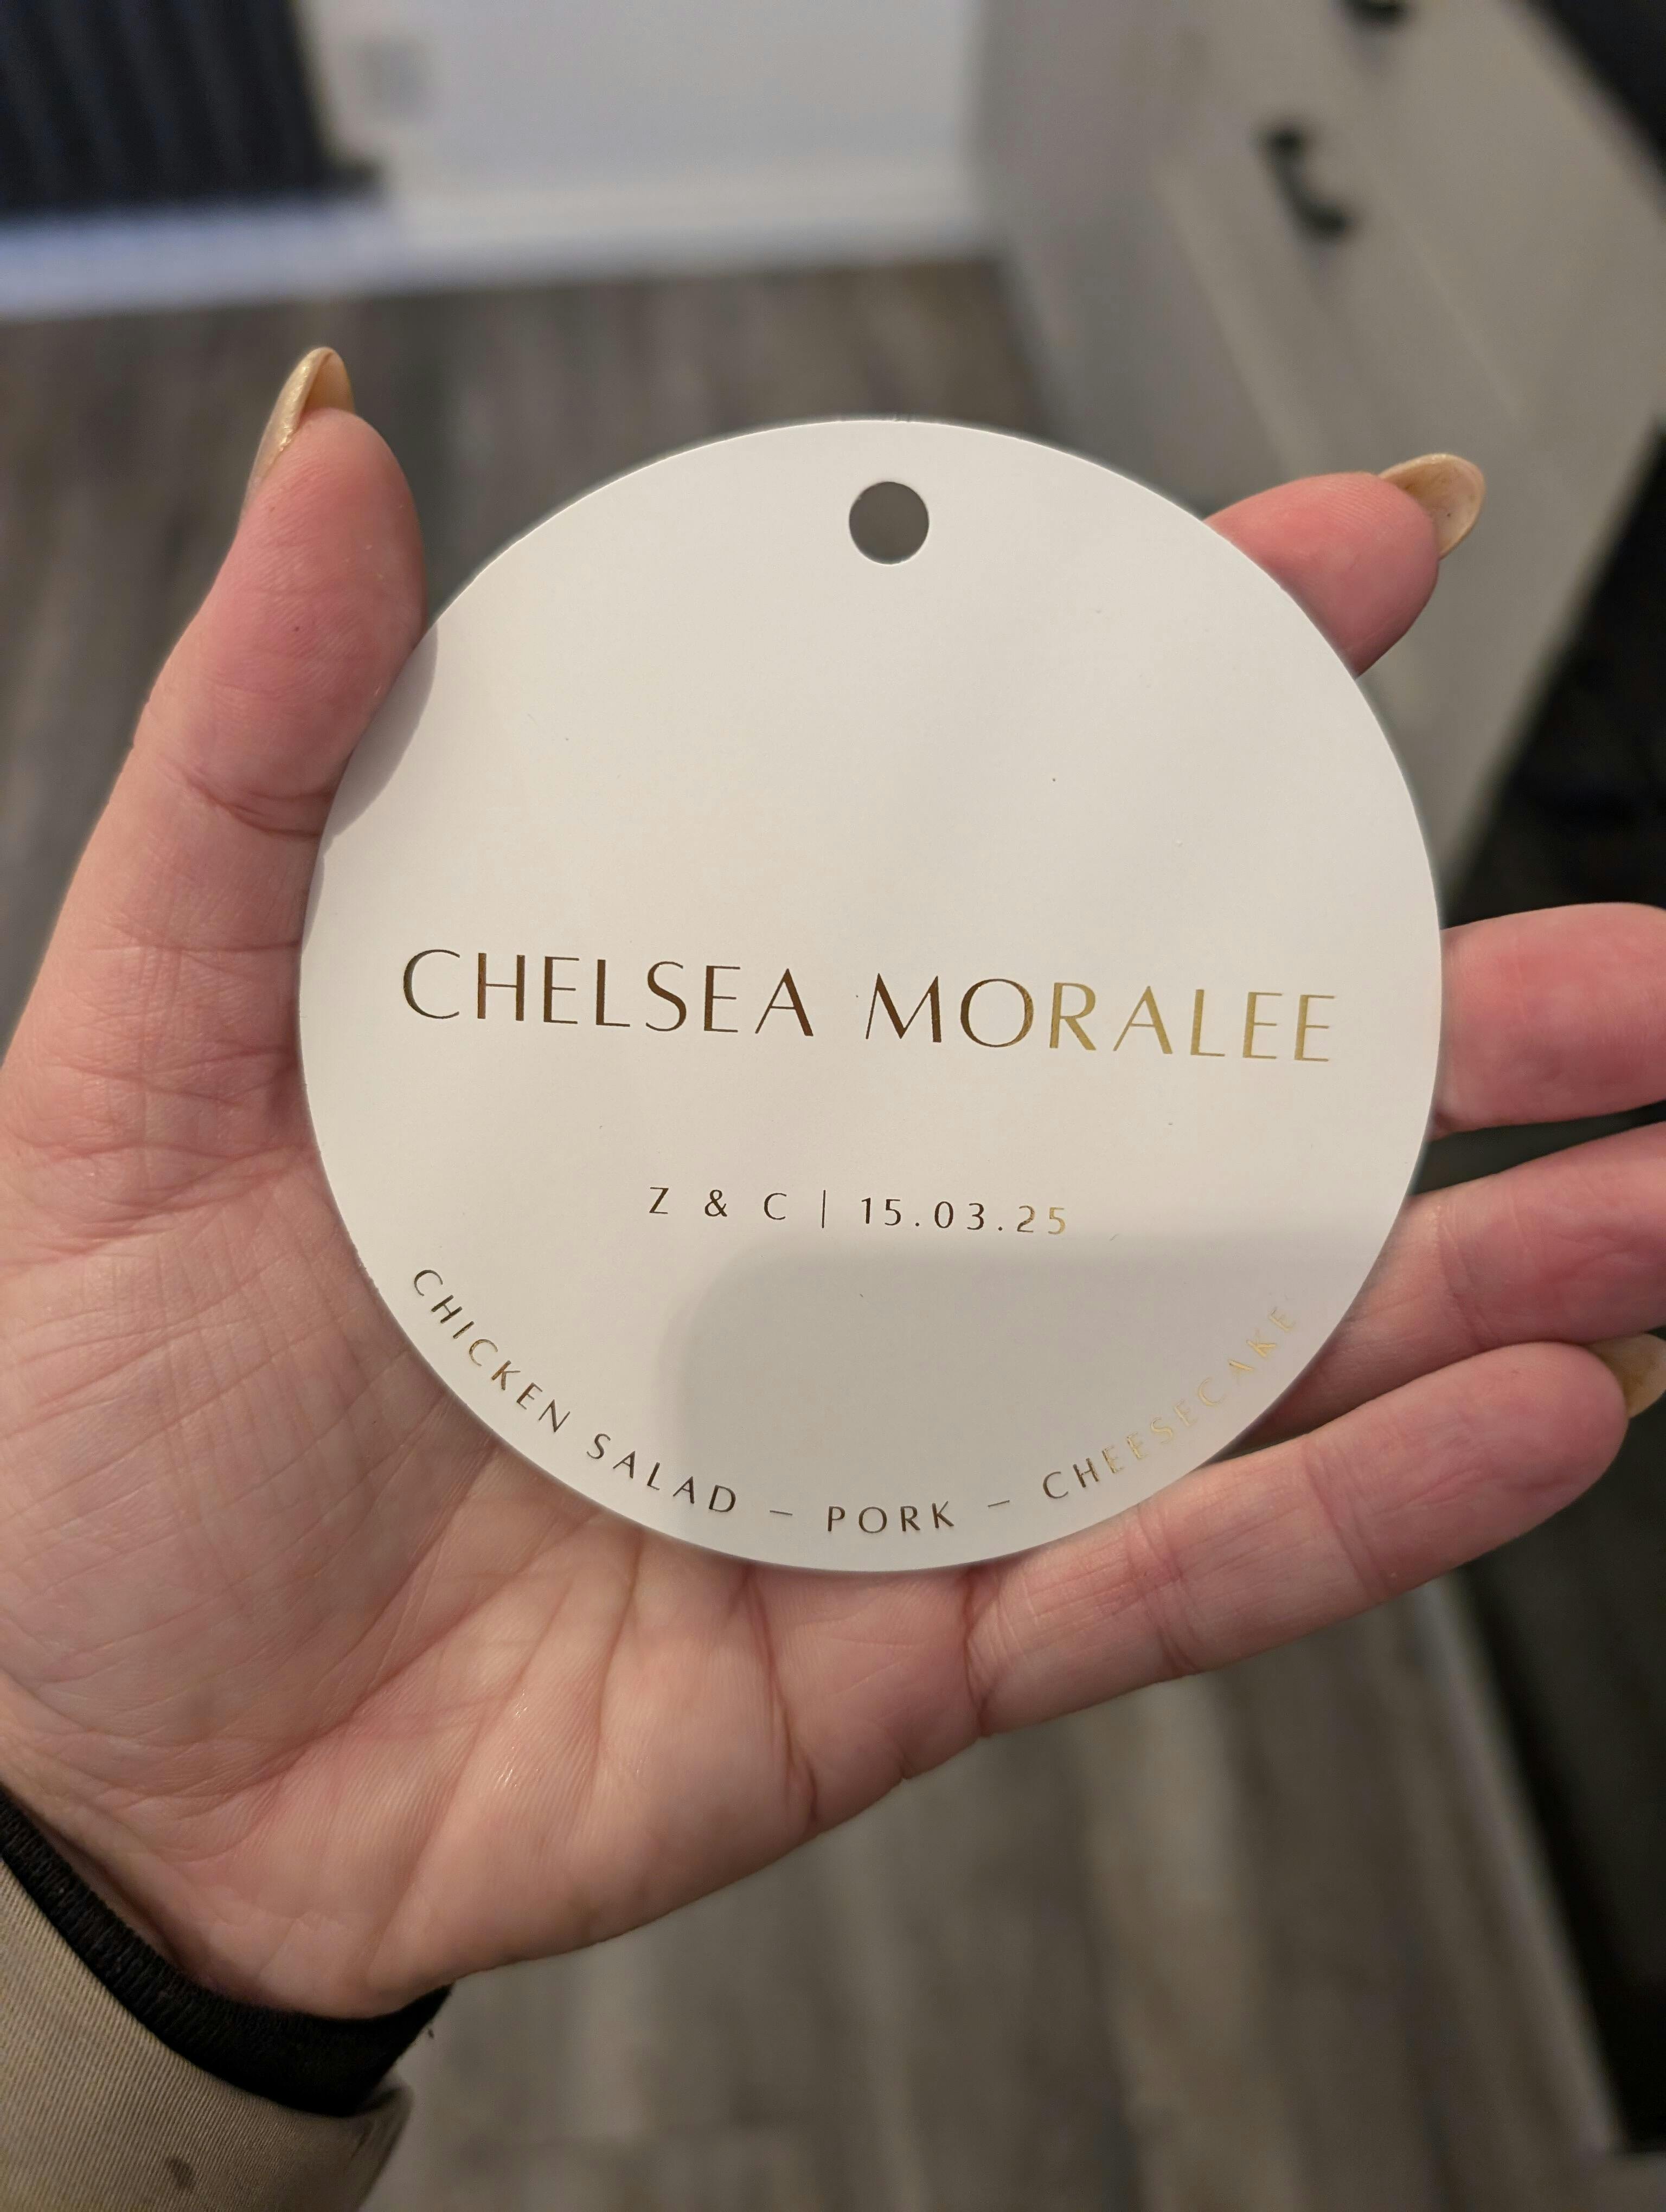 CHELSEA MORALEE
Z & C | 15.03.25
CHICKEN SALAD – PORK – CHEESECAKE